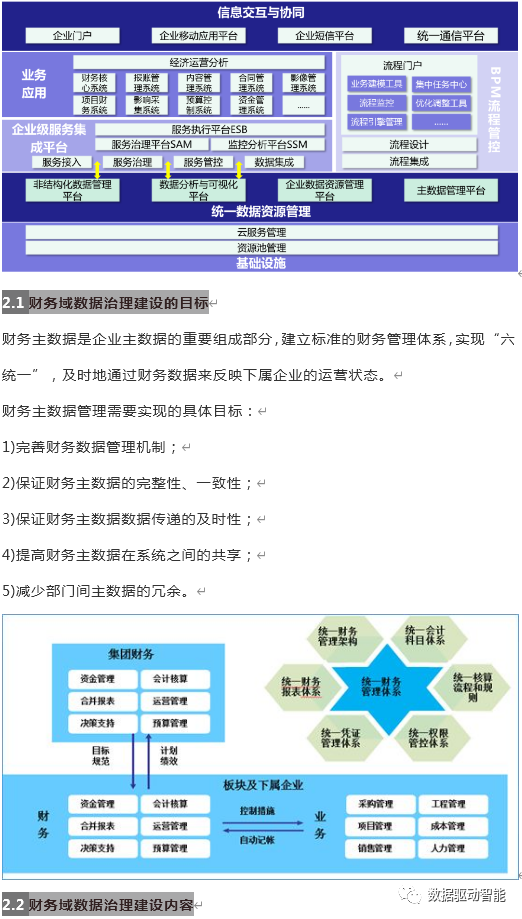 信息交互与协同
企业门户
企业移动应用平台
企业短信平台
统一通信平台
业务
应用
经济运营分析
财务核
心系统
报账管
理系统
内容管
理系统
合同管
理系统
影像管
理系统
项目财
务系统
影响采
集系统
预算控
制系统
资金管
理系统
......
企业级服务集
成平台
服务执行平台ESB
服务治理平台SAM
监控分析平台SSM
服务接入
服务治理
服务管控
数据集成
流程门户
业务建模工具
集中任务中心
流程监控
优化调整工具
流程引擎管理
......
流程设计
流程集成
BPM流程管控
非结构化数据管理
平台
数据分析与可视化
平台
企业数据资源管理
平台
主数据管理平台
统一数据资源管理
云服务管理
资源池管理
基础设施
2.1 财务域数据治理建设的目标
财务主数据是企业主数据的重要组成部分,建立标准的财务管理体系,实现“六
统一”,及时地通过财务数据来反映下属企业的运营状态。
财务主数据管理需要实现的具体目标:
1)完善财务数据管理机制;
2)保证财务主数据的完整性、一致性;
3)保证财务主数据数据传递的及时性;
4)提高财务主数据在系统之间的共享;
5)减少部门间主数据的冗余。
集团财务
资金管理
会计核算
合并报表
运营管理
决策支持
预算管理
目标
规范
计划
绩效
统一财务
管理架构
统一会计
科目体系
统一财务
报表体系
统一财务
管理体系
统一核算
流程和规
则
统一凭证
管理体系
统一权限
管控体系
板块及下属企业
财
务
资金管理
会计核算
合并报表
运营管理
决策支持
预算管理
控制措施
自动记帐
业
务
采购管理
工程管理
项目管理
成本管理
销售管理
人力管理
2.2 财务域数据治理建设内容
数据驱动智能